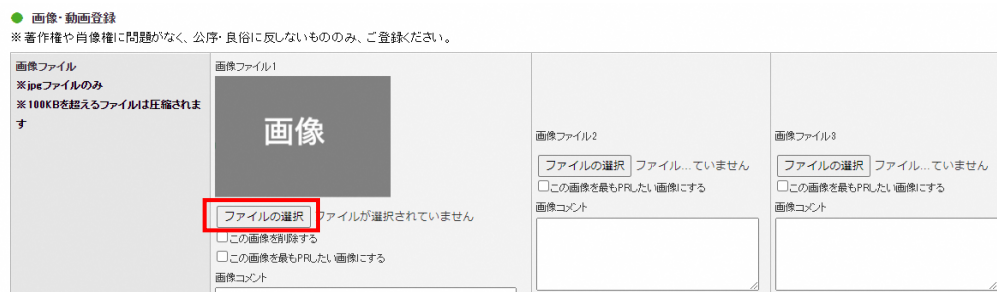 画像・動画登録
※著作権や肖像権に問題がなく、公序・良俗に反しないもののみ、ご登録ください。
画像ファイル
※jpgファイルのみ
※100KBを超えるファイルは圧縮されま
す
画像ファイル1
画像
ファイルの選択 ファイルが選択されていません
この画像を削除する
この画像を最もPRしたい画像にする
画像コメント
画像ファイル2
ファイルの選択 ファイル...ていません
この画像を最もPRしたい画像にする
画像コメント
画像ファイル3
ファイルの選択 ファイル...ていません
この画像を最もPRしたい画像にする
画像コメント